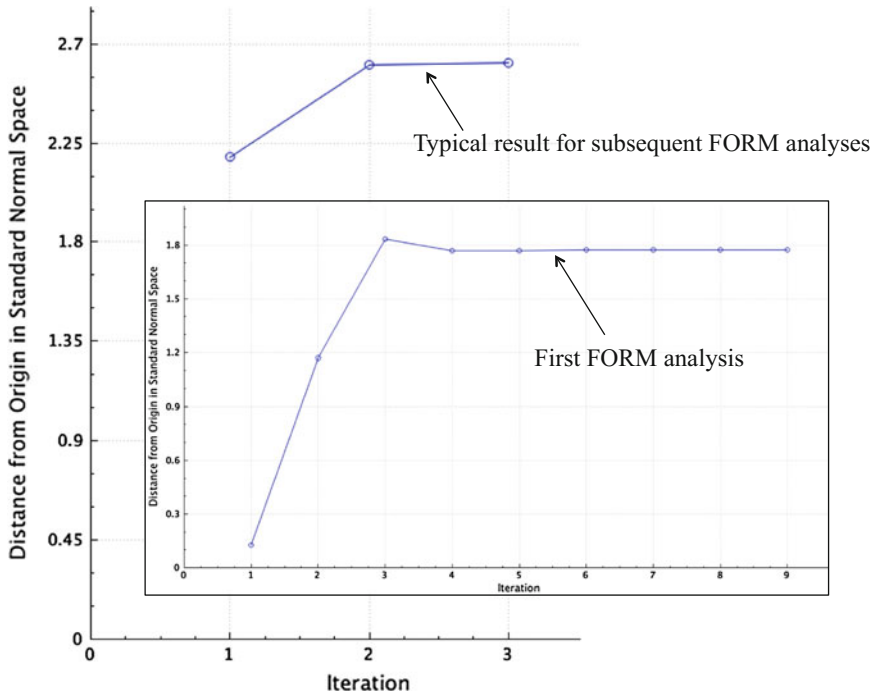 Distance from Origin in Standard Normal Space
2.7
2.25
1.8
1.35
0.9
0.45
0
Typical result for subsequent FORM analyses
Distance from Origin in Standard Normal Space
1.8
1.5
1.2
0.9
0.6
0.3
0
First FORM analysis
0 1 2 3 4 5 6 7 8 9
Iteration
0 1 2 3
Iteration